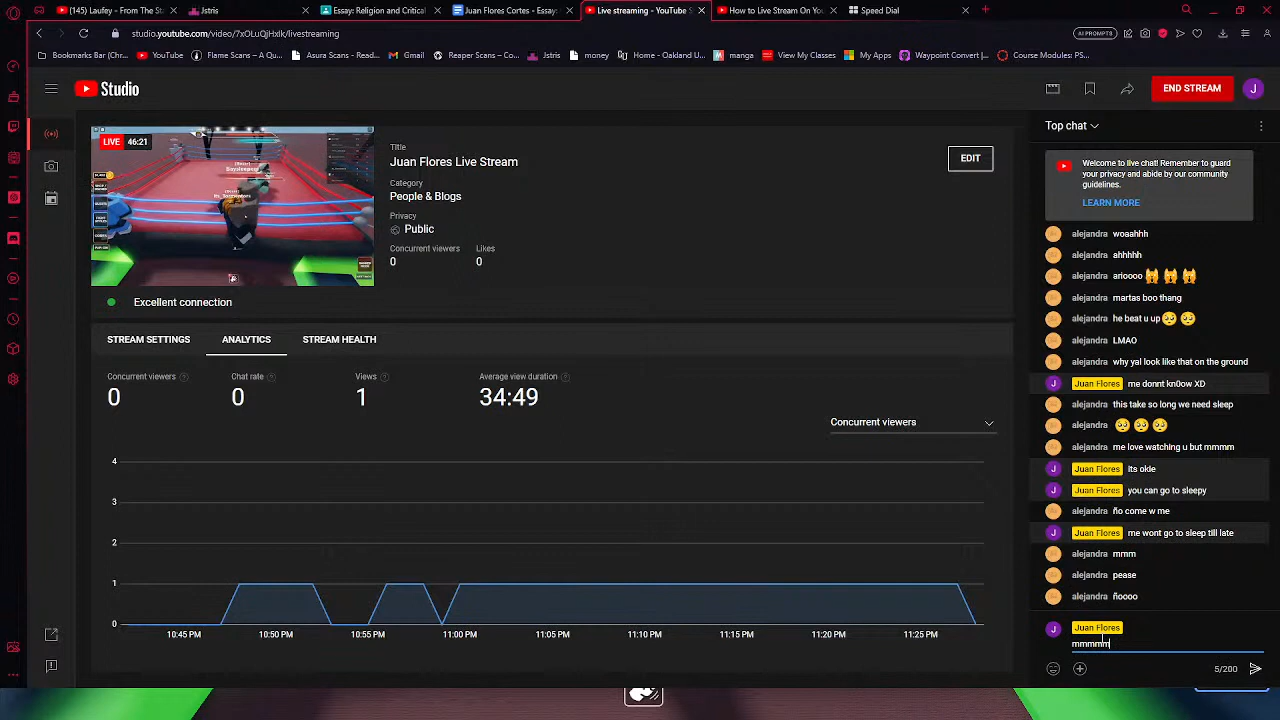 (145) Laufey - From The Sta
Jstris
Essay: Religion and Critical
Juan Flores Cortes - Essay:
Live streaming - YouTube S
How to Live Stream On You
Speed Dial
studio.youtube.com/video/7xOLuQjHxlk/livestreaming
AI PROMPTS
Bookmarks Bar (Chr...
YouTube
Flame Scans – A Qu...
Asura Scans - Read...
Gmail
Reaper Scans – Co...
Jstris
money
Home - Oakland U...
manga
View My Classes
My Apps
Waypoint Convert |...
Course Modules: PS...
Studio
END STREAM
J
LIVE 46:21
Title
Juan Flores Live Stream
EDIT
Category
People & Blogs
Privacy
Public
Concurrent viewers
Likes
0
0
Excellent connection
STREAM SETTINGS
ANALYTICS
STREAM HEALTH
Concurrent viewers
Chat rate
Views
Average view duration
0
0
1
34:49
Concurrent viewers
4
3
2
1
0
10:45 PM
10:50 PM
10:55 PM
11:00 PM
11:05 PM
11:10 PM
11:15 PM
11:20 PM
11:25 PM
Top chat
Welcome to live chat! Remember to guard
your privacy and abide by our community
guidelines.
LEARN MORE
alejandra woaahhh
alejandra ahhhhh
alejandra arioooo 🙀🙀🙀
alejandra martas boo thang
alejandra he beat u up🥺🥺
alejandra LMAO
alejandra why yal look like that on the ground
J Juan Flores me donnt kn0ow XD
alejandra this take so long we need sleep
alejandra 🥺🥺🥺
alejandra me love watching u but mmmm
J Juan Flores its okie
J Juan Flores you can go to sleepy
alejandra ño come w me
J Juan Flores me wont go to sleep till late
alejandra mmm
alejandra pease
alejandra ñoooo
J Juan Flores
mmmmm
5/200